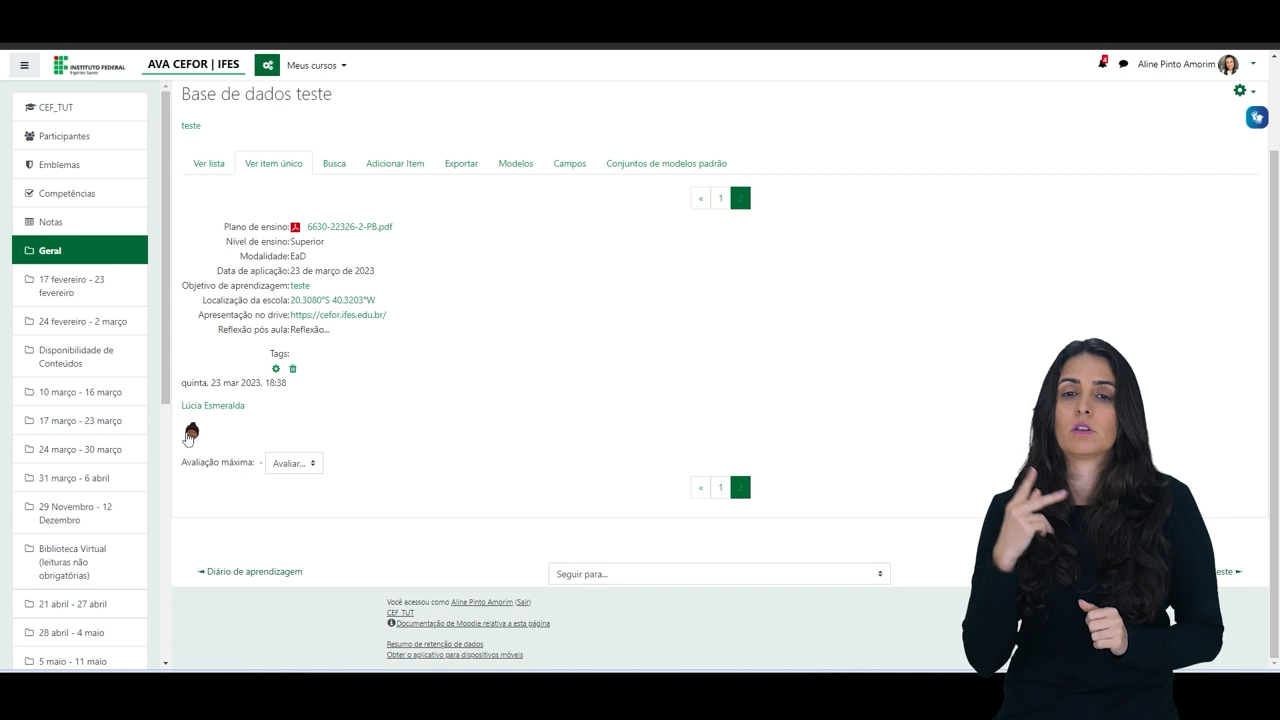 INSTITUTO FEDERAL
Espírito Santo
AVA CEFOR | IFES
Meus cursos
Aline Pinto Amorim
CEF_TUT
Participantes
Emblemas
Competências
Notas
Geral
17 fevereiro - 23
fevereiro
24 fevereiro - 2 março
Disponibilidade de
Conteúdos
10 março - 16 março
17 março - 23 março
24 março - 30 março
31 março - 6 abril
29 Novembro - 12
Dezembro
Biblioteca Virtual
(leituras não
obrigatórias)
21 abril - 27 abril
28 abril - 4 maio
5 maio - 11 maio
Base de dados teste
teste
Ver lista
Ver item único
Busca
Adicionar Item
Exportar
Modelos
Campos
Conjuntos de modelos padrão
« 1 2
Plano de ensino: 6630-22326-2-PB.pdf
Nível de ensino: Superior
Modalidade: EaD
Data de aplicação: 23 de março de 2023
Objetivo de aprendizagem: teste
Localização da escola: 20,3080°S 40,3203°W
Apresentação no drive: https://cefor.ifes.edu.br/
Reflexão pós aula: Reflexão...
Tags:
quinta, 23 mar 2023, 18:38
Lúcia Esmeralda
Avaliação máxima: - Avaliar...
« 1 2
◄ Diário de aprendizagem
Seguir para...
este ►
Você acessou como Aline Pinto Amorim (Sair)
CEF_TUT
Documentação de Moodle relativa a esta página
Resumo de retenção de dados
Obter o aplicativo para dispositivos móveis